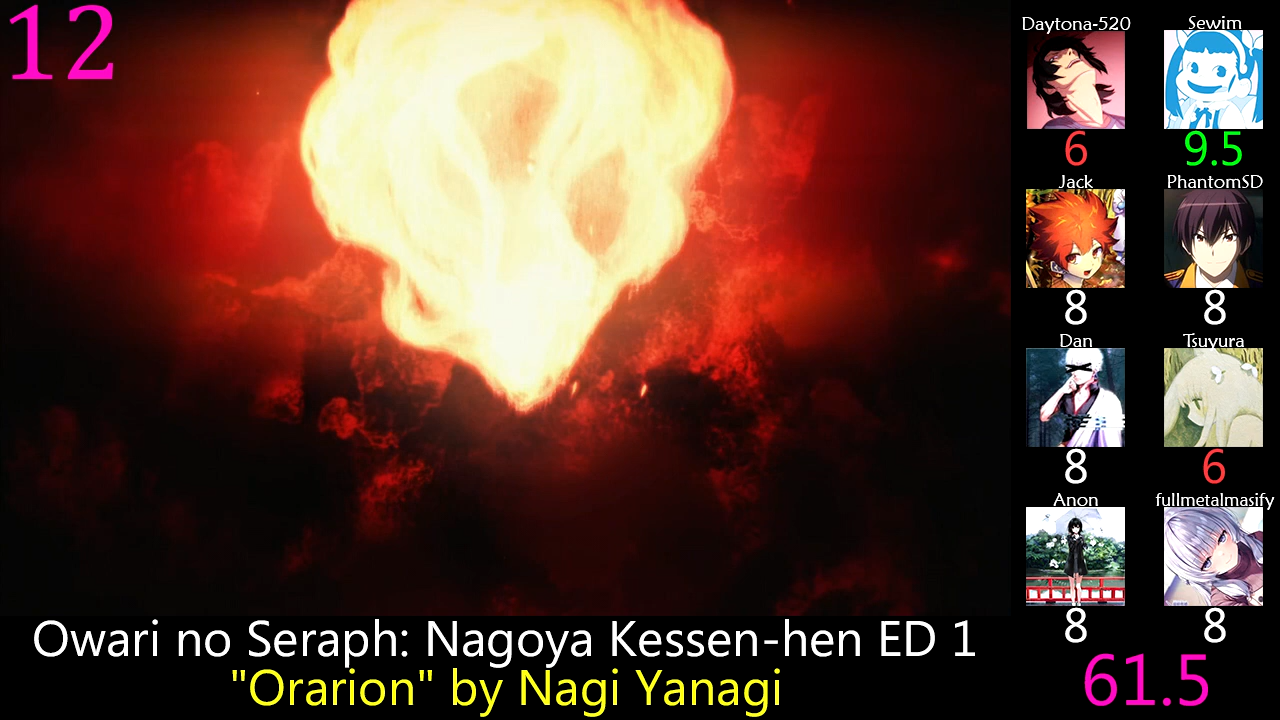 12
Daytona-520
Sewim
6
9.5
Jack
PhantomSD
8
8
Dan
Tsuyura
8
6
Anon
fullmetalmasify
8
8
61.5
Owari no Seraph: Nagoya Kessen-hen ED 1
"Orarion" by Nagi Yanagi